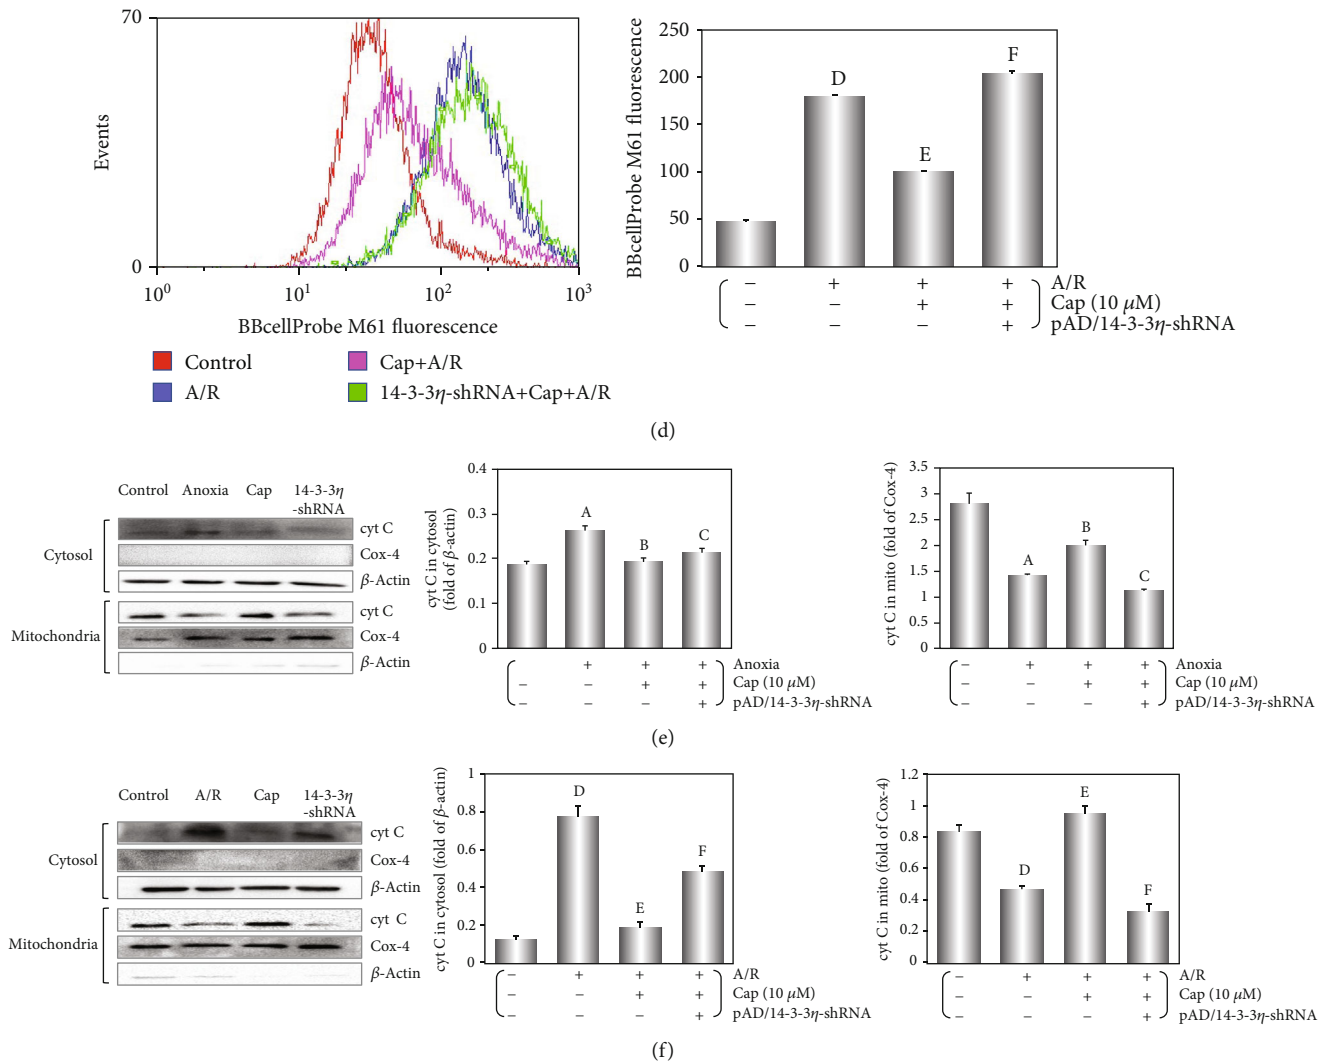 70
Events
0
10⁰ 10¹ 10² 10³
BBcellProbe M61 fluorescence
Control
A/R
Cap+A/R
14-3-3η-shRNA+Cap+A/R
BBcellProbe M61 fluorescence
250
200
150
100
50
0
D
E
F
− + + + A/R
− − + + Cap (10 μM)
− − − + pAD/14-3-3η-shRNA
(d)
Control Anoxia Cap 14-3-3η
-shRNA
Cytosol
cyt C
Cox-4
β-Actin
Mitochondria
cyt C
Cox-4
β-Actin
cyt C in cytosol
(fold of β-actin)
0.4
0.3
0.2
0.1
0
A
B
C
− + + + Anoxia
− − + + Cap (10 μM)
− − − + pAD/14-3-3η-shRNA
cyt C in mito (fold of Cox-4)
3.5
3
2.5
2
1.5
1
0.5
0
A
B
C
− + + + Anoxia
− − + + Cap (10 μM)
− − − + pAD/14-3-3η-shRNA
(e)
Control A/R Cap 14-3-3η
-shRNA
Cytosol
cyt C
Cox-4
β-Actin
Mitochondria
cyt C
Cox-4
β-Actin
cyt C in cytosol (fold of β-actin)
1
0.8
0.6
0.4
0.2
0
D
E
F
− + + + A/R
− − + + Cap (10 μM)
− − − + pAD/14-3-3η-shRNA
cyt C in mito (fold of Cox-4)
1.2
1
0.8
0.6
0.4
0.2
0
D
E
F
− + + + A/R
− − + + Cap (10 μM)
− − − + pAD/14-3-3η-shRNA
(f)